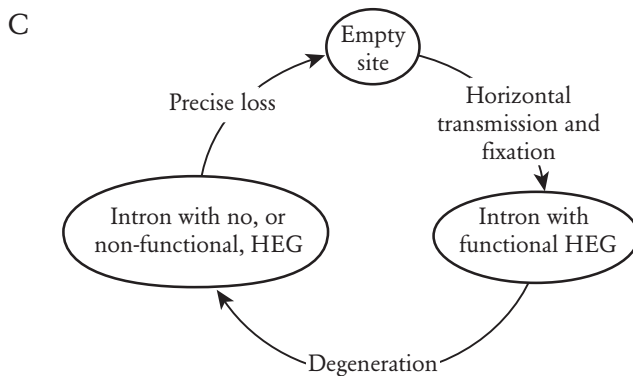 C
Empty
site
Precise loss
Horizontal
transmission and
fixation
Intron with no, or
non-functional, HEG
Intron with
functional HEG
Degeneration